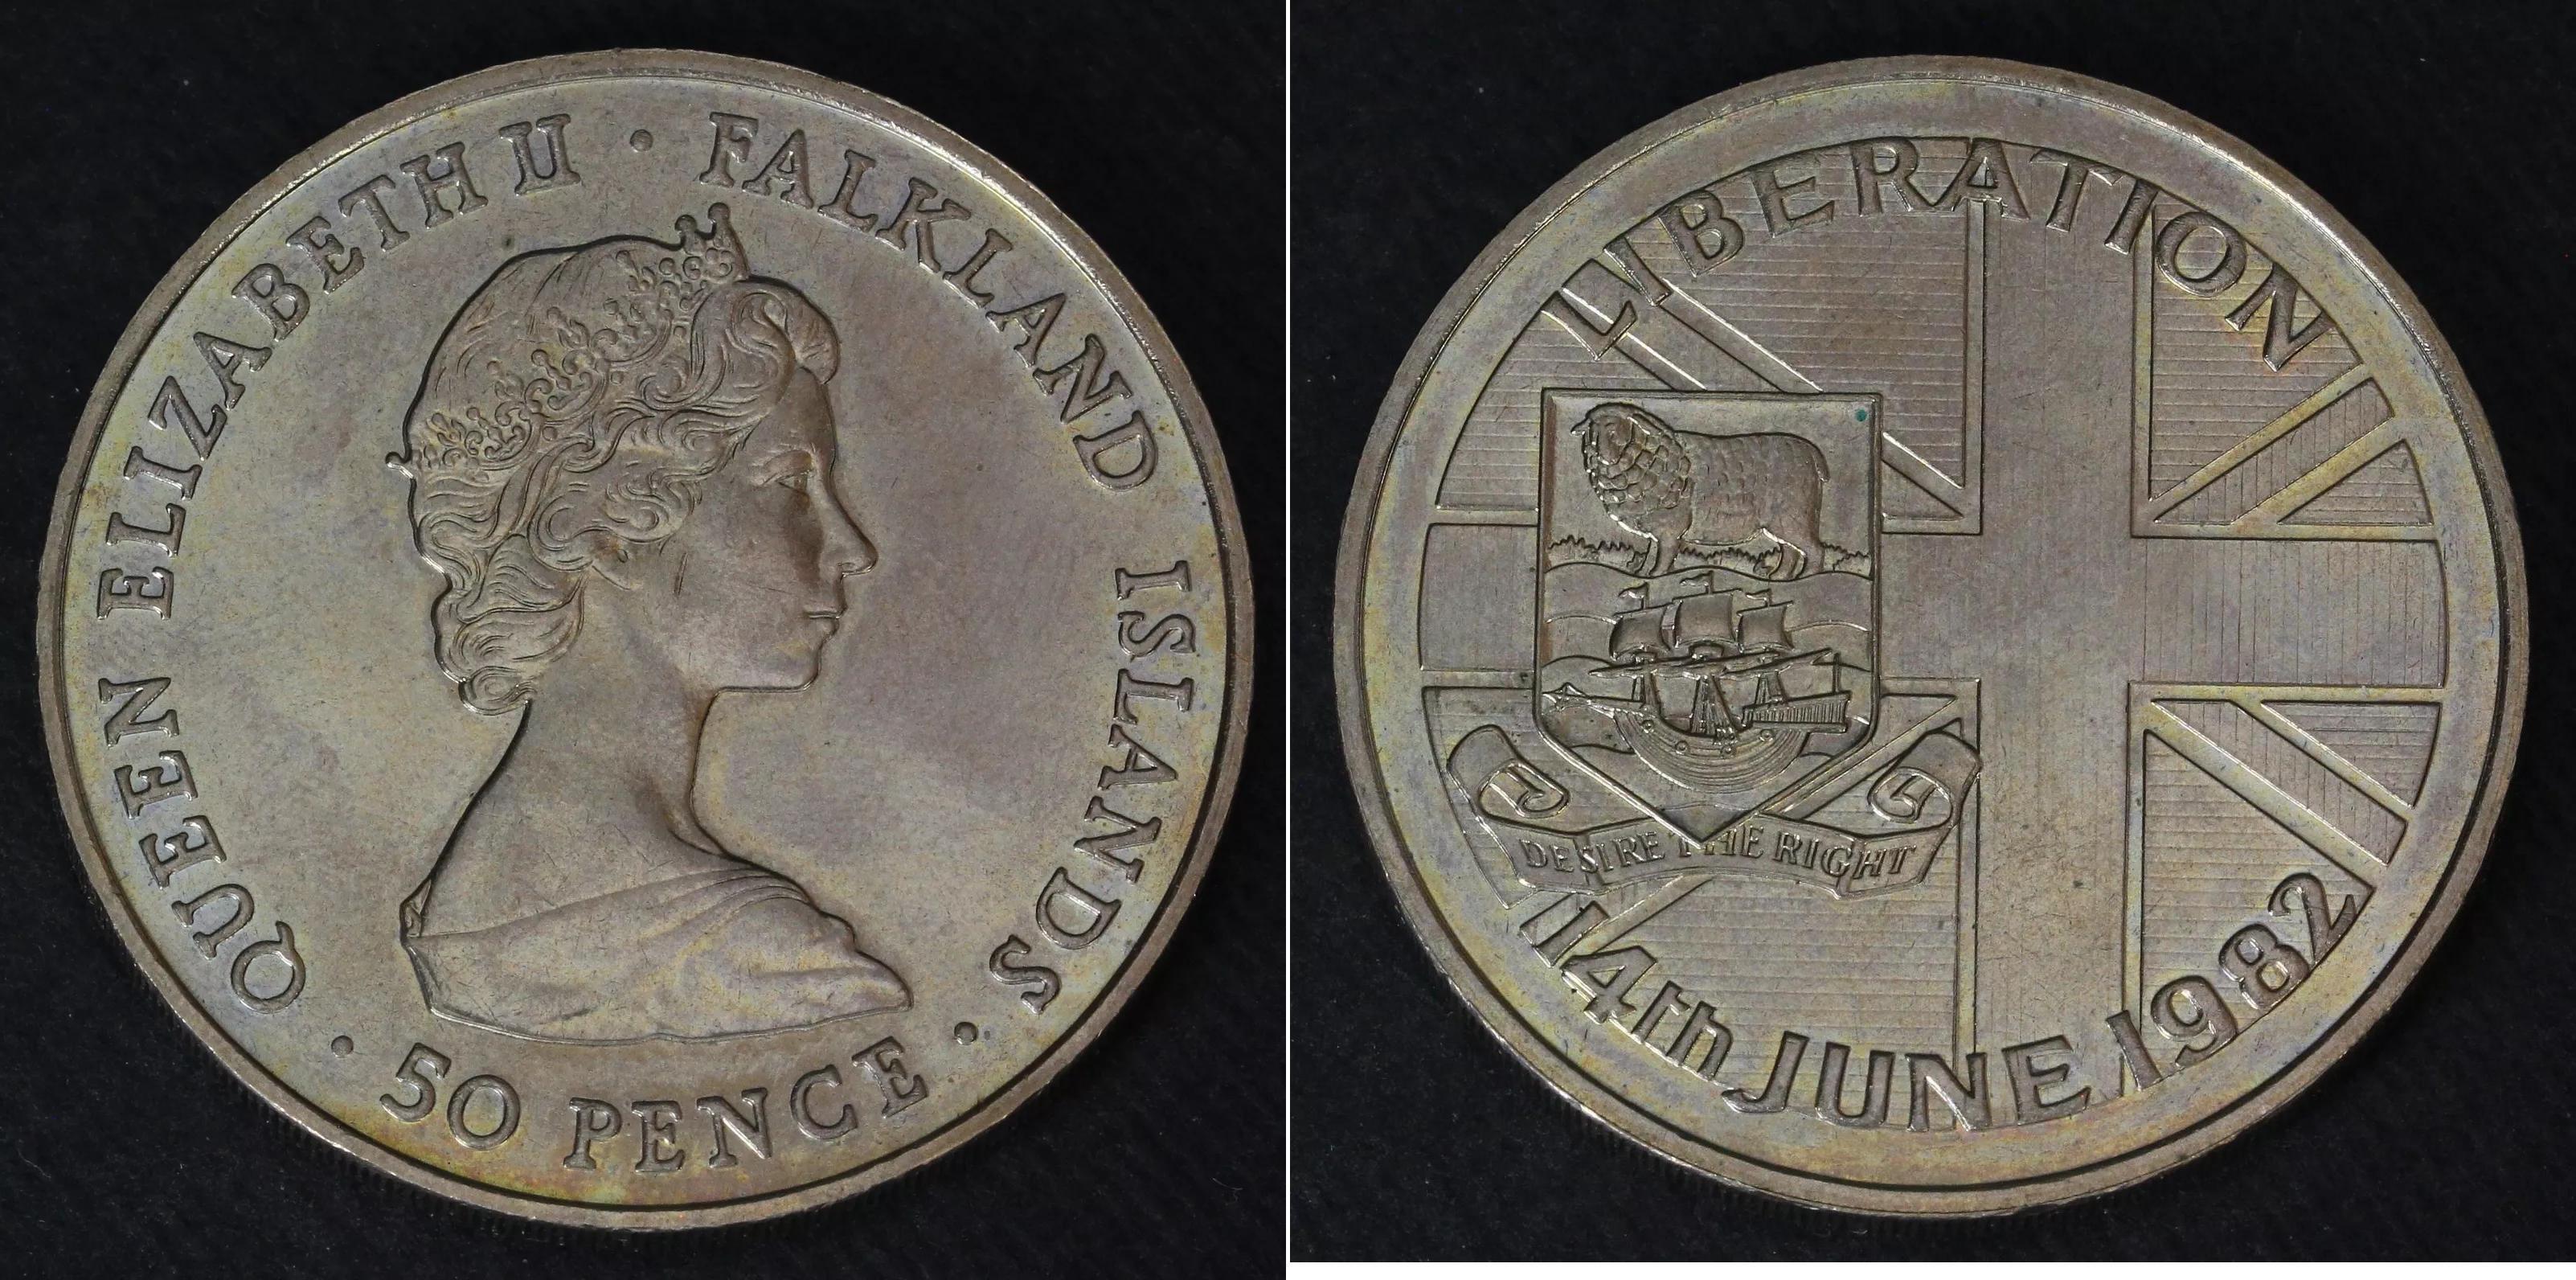 QUEEN ELIZABETH II · FALKLAND ISLANDS ·
50 PENCE ·
LIBERATION
DESIRE THE RIGHT
14th JUNE 1982